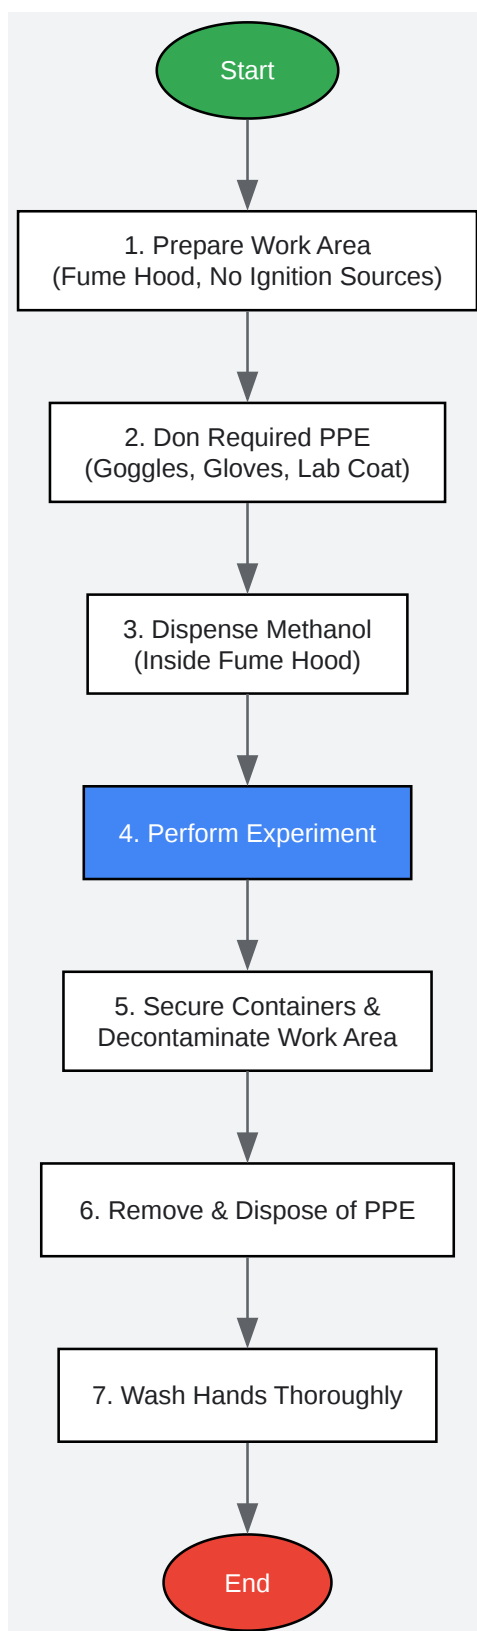 Start
1. Prepare Work Area
(Fume Hood, No Ignition Sources)
2. Don Required PPE
(Goggles, Gloves, Lab Coat)
3. Dispense Methanol
(Inside Fume Hood)
4. Perform Experiment
5. Secure Containers &
Decontaminate Work Area
6. Remove & Dispose of PPE
7. Wash Hands Thoroughly
End